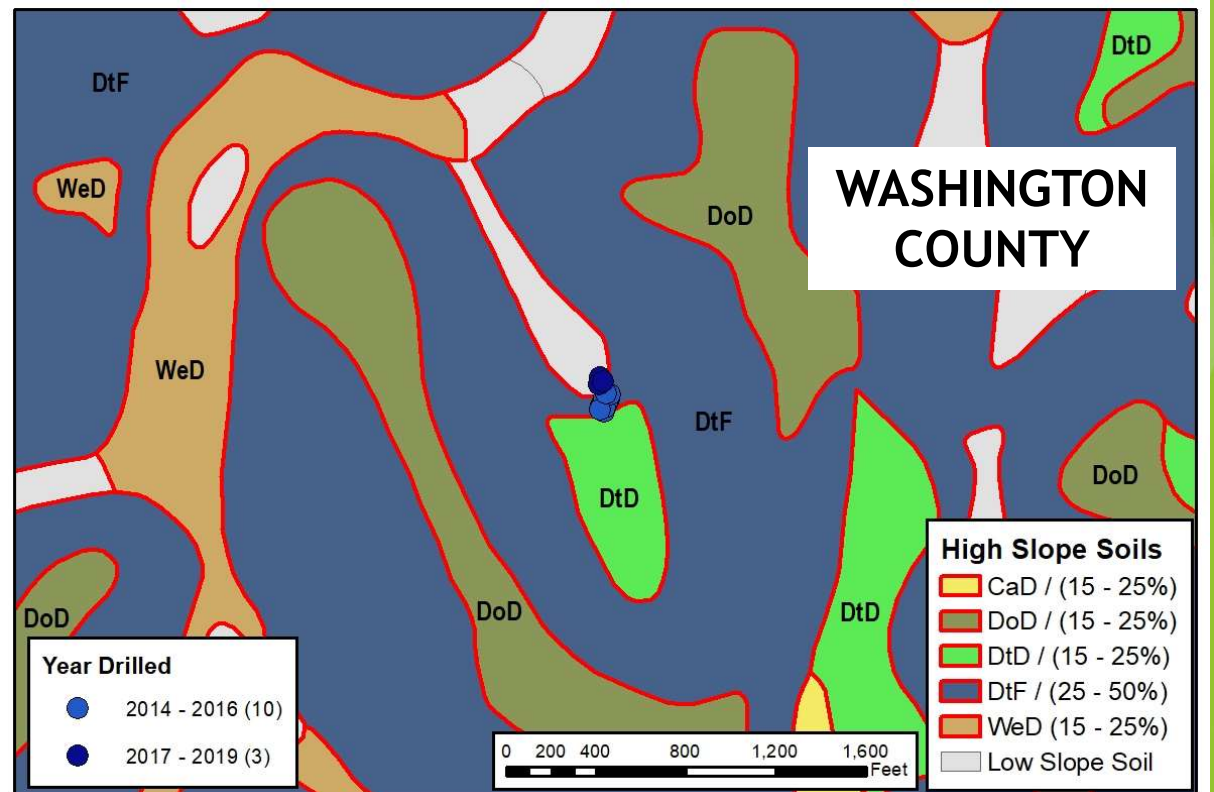 DtD
DtF
WASHINGTON
COUNTY
WeD
DoD
WeD
DtF
DoD
DtD
DoD
DtD
DoD
High Slope Soils
CaD / (15 - 25%)
DoD / (15 - 25%)
DtD / (15 - 25%)
DtF / (25 - 50%)
WeD (15 - 25%)
Low Slope Soil
Year Drilled
2014 - 2016 (10)
2017 - 2019 (3)
0 200 400 800 1,200 1,600
Feet